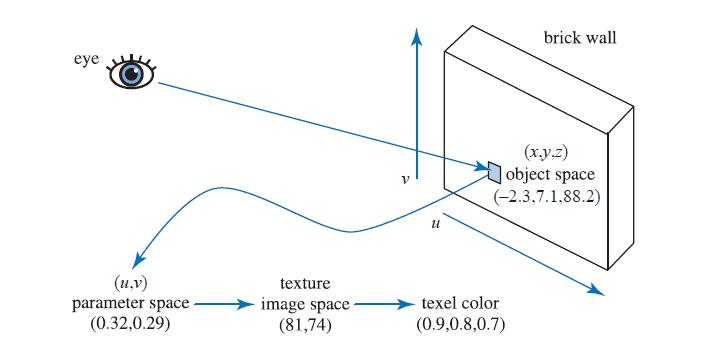 brick wall
eye
(x,y,z)
object space
(–2.3,7.1,88.2)
v
u
(u,v)
parameter space
(0.32,0.29)
texture
image space
(81,74)
texel color
(0.9,0.8,0.7)